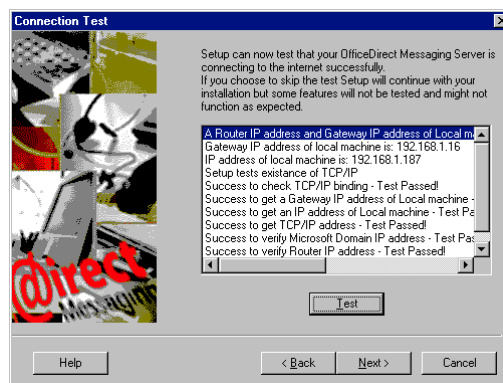 Connection Test
Setup can now test that your OfficeDirect Messaging Server is
connecting to the internet successfully.
If you choose to skip the test Setup will continue with your
installation but some features will not be tested and might not
function as expected.
A Router IP address and Gateway IP address of Local m
Gateway IP address of local machine is: 192.168.1.16
IP address of local machine is: 192.168.1.187
Setup tests existance of TCP/IP
Success to check TCP/IP binding - Test Passed!
Success to get a Gateway IP address of Local machine -
Success to get an IP address of Local machine - Test Pa
Success to get TCP/IP address - Test Passed!
Success to verify Microsoft Domain IP address - Test Pas
Success to verify Router IP address - Test Passed!
@irect
Messaging
Test
Help
< Back
Next >
Cancel